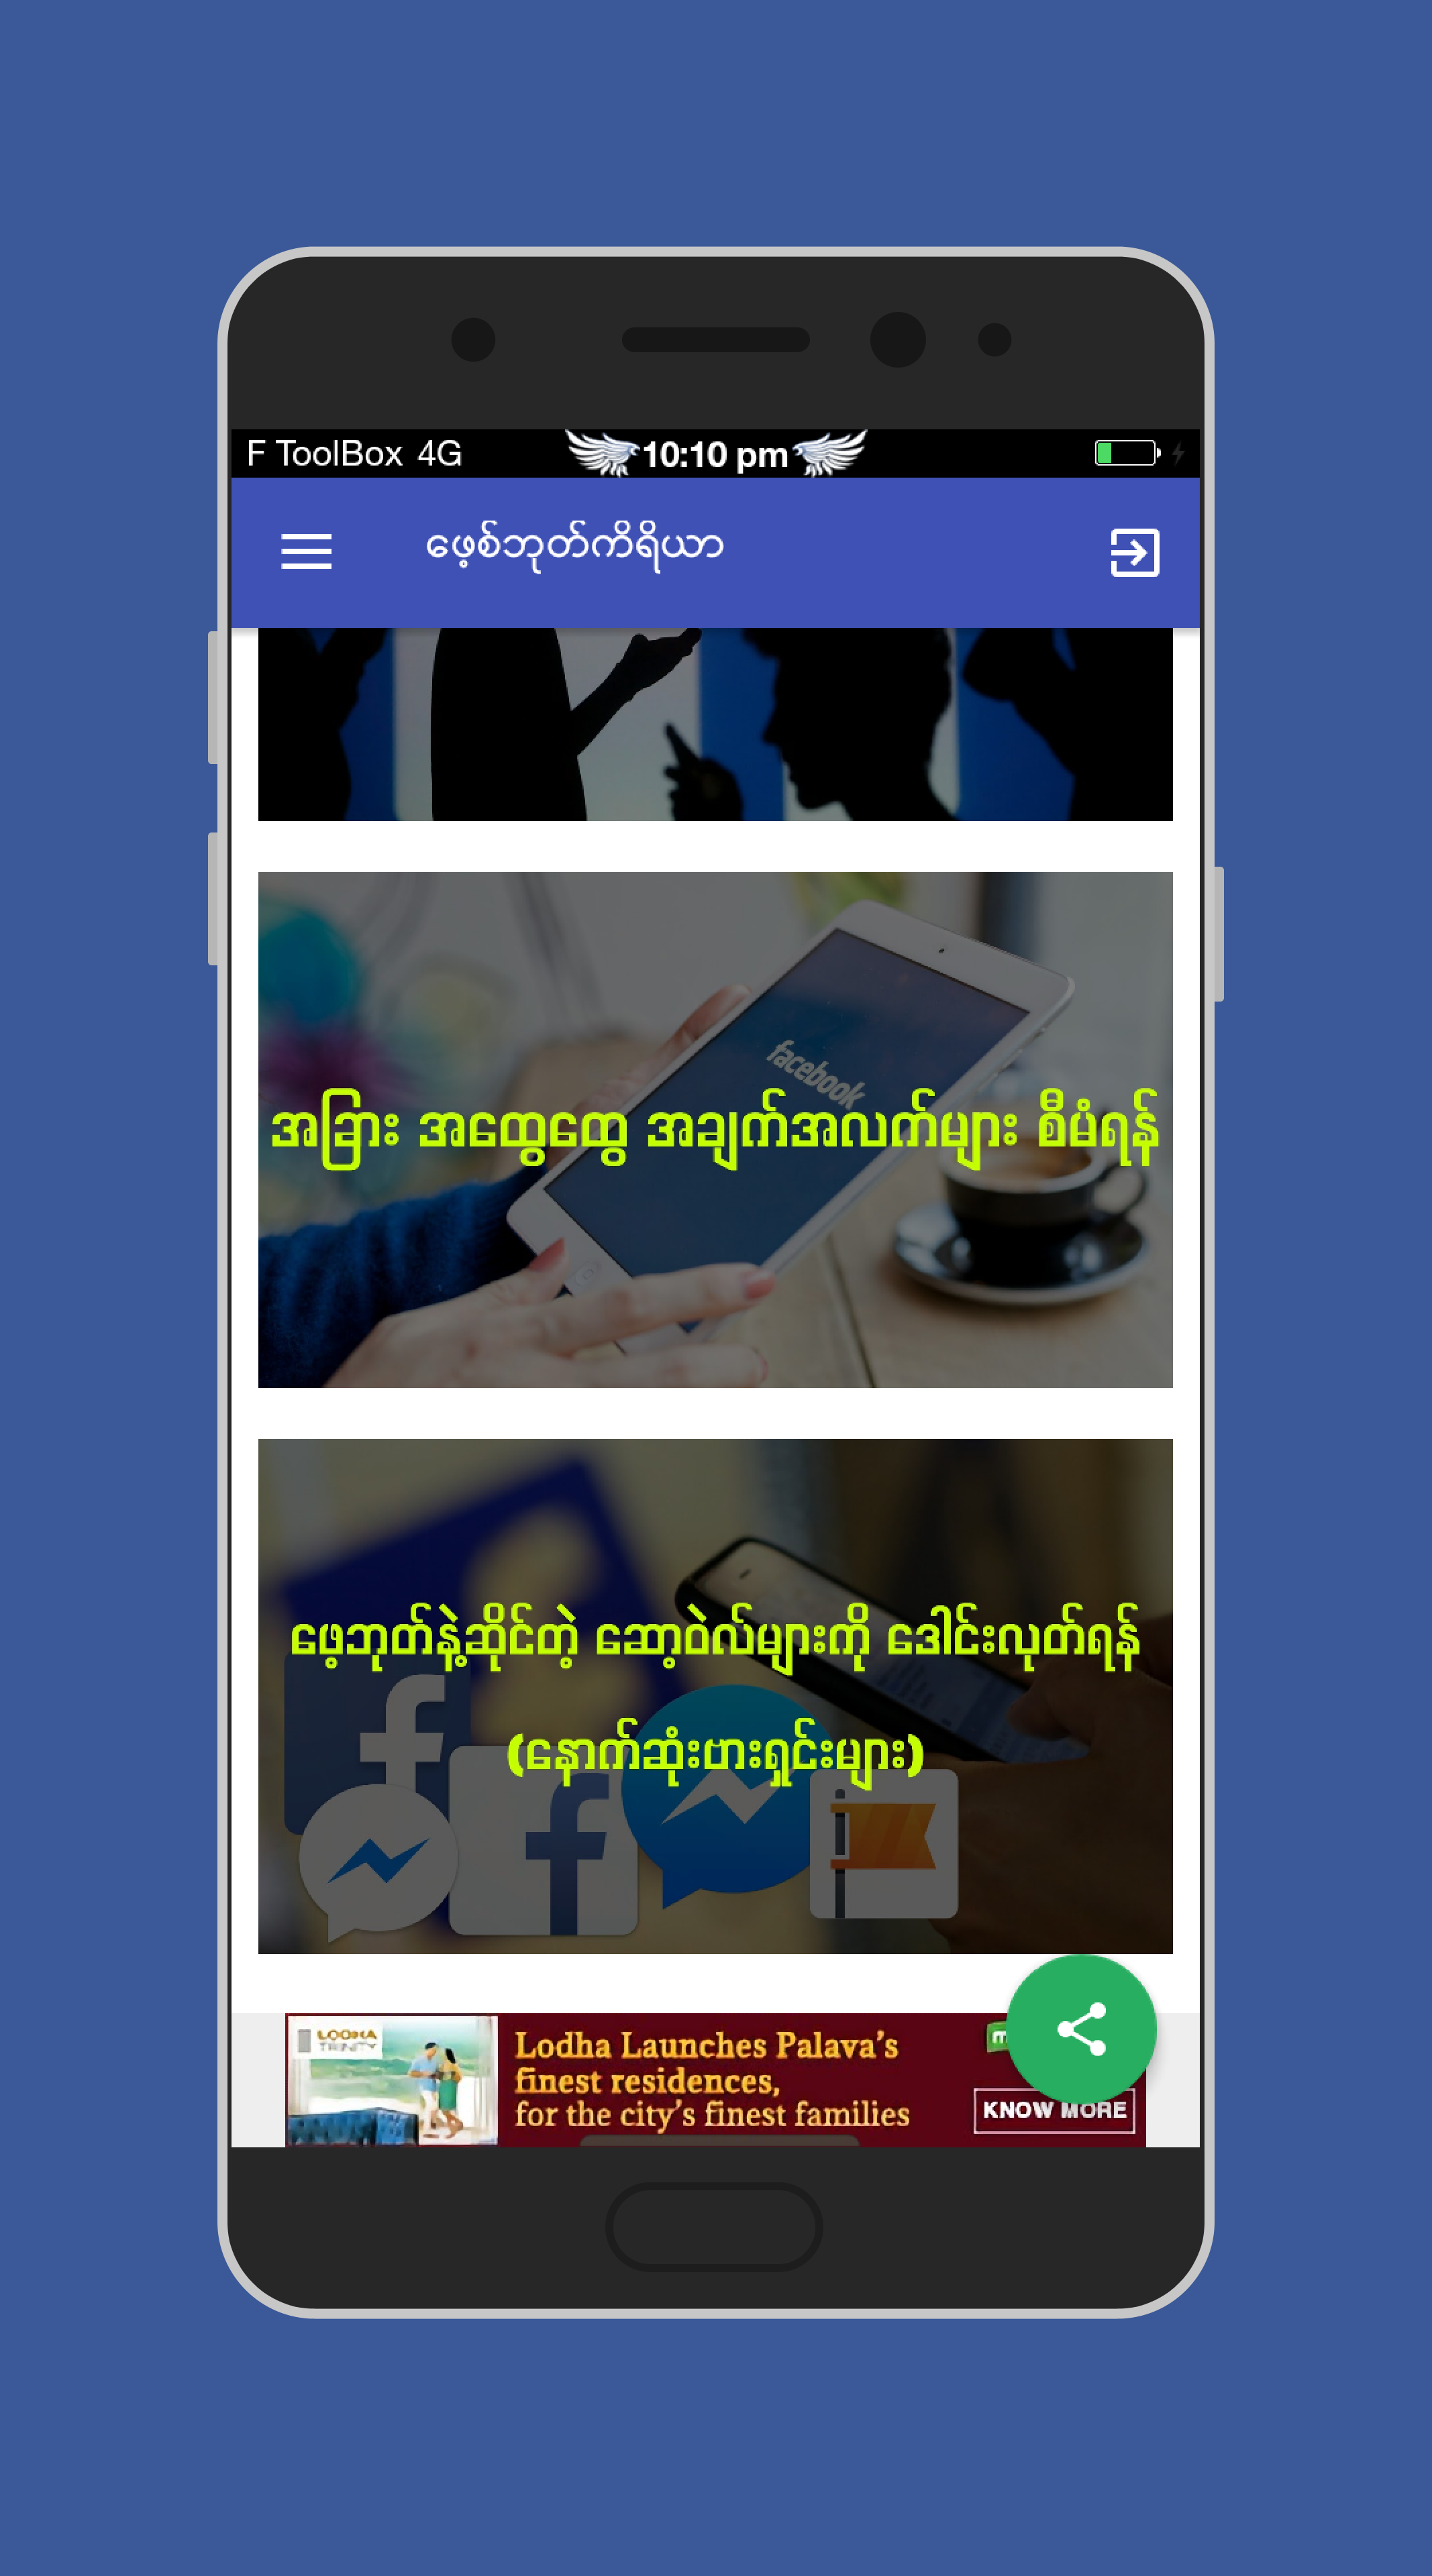 F ToolBox 4G
10:10 pm
ဖေ့စ်ဘုတ်ကိရိယာ
facebook
အခြား အထွေထွေ အချက်အလက်များ စီမံရန်
ဖေ့ဘုတ်နဲ့ဆိုင်တဲ့ ဆော့ဝဲလ်များကို ဒေါင်းလုတ်ရန်
(နောက်ဆုံးဗားရှင်းများ)
LODHA
TRINITY
Lodha Launches Palava's
finest residences,
for the city's finest families
KNOW MORE